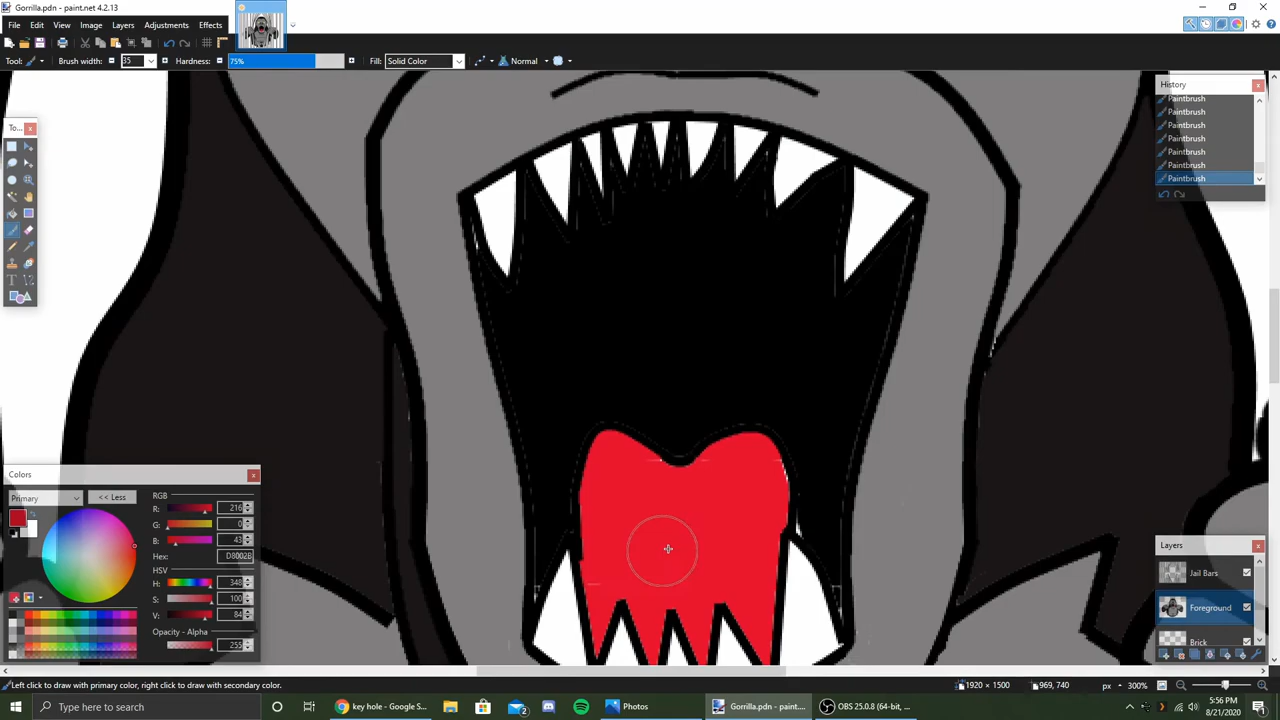 Gorilla.pdn - paint.net 4.2.13
File Edit View Image Layers Adjustments Effects
Tool: Brush width: 35 Hardness: 75% Fill: Solid Color Normal
To...
History
Paintbrush
Paintbrush
Paintbrush
Paintbrush
Paintbrush
Paintbrush
Paintbrush
Colors
Primary << Less
RGB
R: 216
G: 0
B: 43
Hex: D8002B
HSV
H: 348
S: 100
V: 84
Opacity - Alpha
255
Layers
Jail Bars
Foreground
Brick
Left click to draw with primary color, right click to draw with secondary color.
1920 × 1500 969, 740 px 300%
Type here to search
key hole - Google S...
2
Photos
Gorilla.pdn - paint....
OBS 25.0.8 (64-bit, ...
5:56 PM
8/21/2020